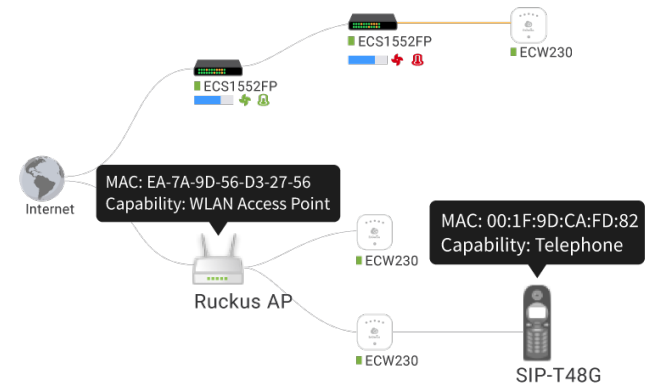 ECS1552FP
ECW230
ECS1552FP
Internet
MAC: EA-7A-9D-56-D3-27-56
Capability: WLAN Access Point
MAC: 00:1F:9D:CA:FD:82
Capability: Telephone
ECW230
Ruckus AP
ECW230
SIP-T48G